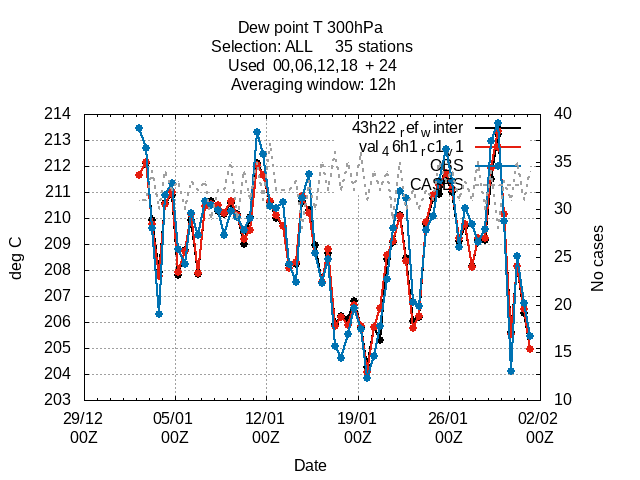 Dew point T 300hPa
Selection: ALL 35 stations
Used 00,06,12,18 + 24
Averaging window: 12h
43h22_ref_winter
val_46h1_rc1_v1
OBS
CASES
214
213
212
211
210
209
208
207
206
205
204
203
40
35
30
25
20
15
10
deg C
No cases
29/12 05/01 12/01 19/01 26/01 02/02
00Z 00Z 00Z 00Z 00Z 00Z
Date